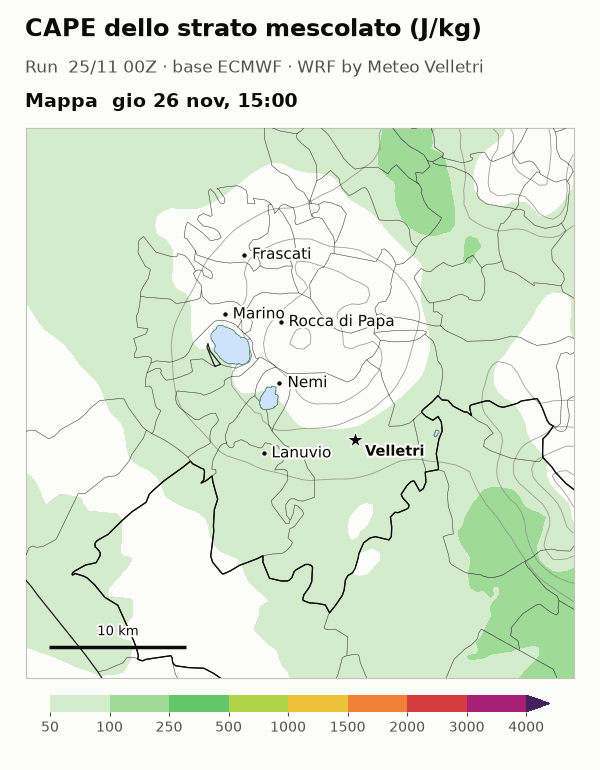 CAPE dello strato mescolato (J/kg)
Run 25/11 00Z · base ECMWF · WRF by Meteo Velletri
Mappa gio 26 nov, 15:00
Frascati
Marino
Rocca di Papa
Nemi
Velletri
Lanuvio
10 km
50 100 250 500 1000 1500 2000 3000 4000